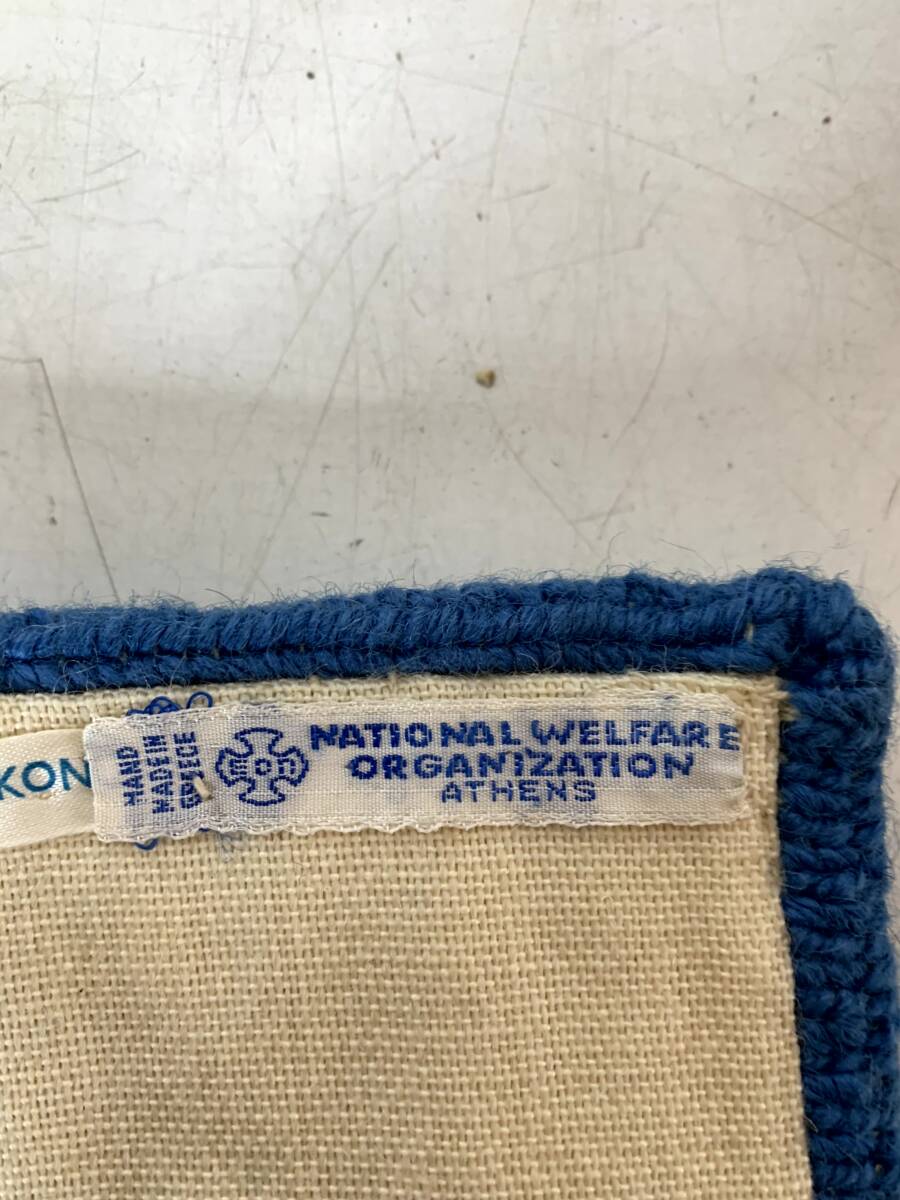 KON
HAND
MADE IN
GREECE
NATIONAL WELFARE
ORGANIZATION
ATHENS